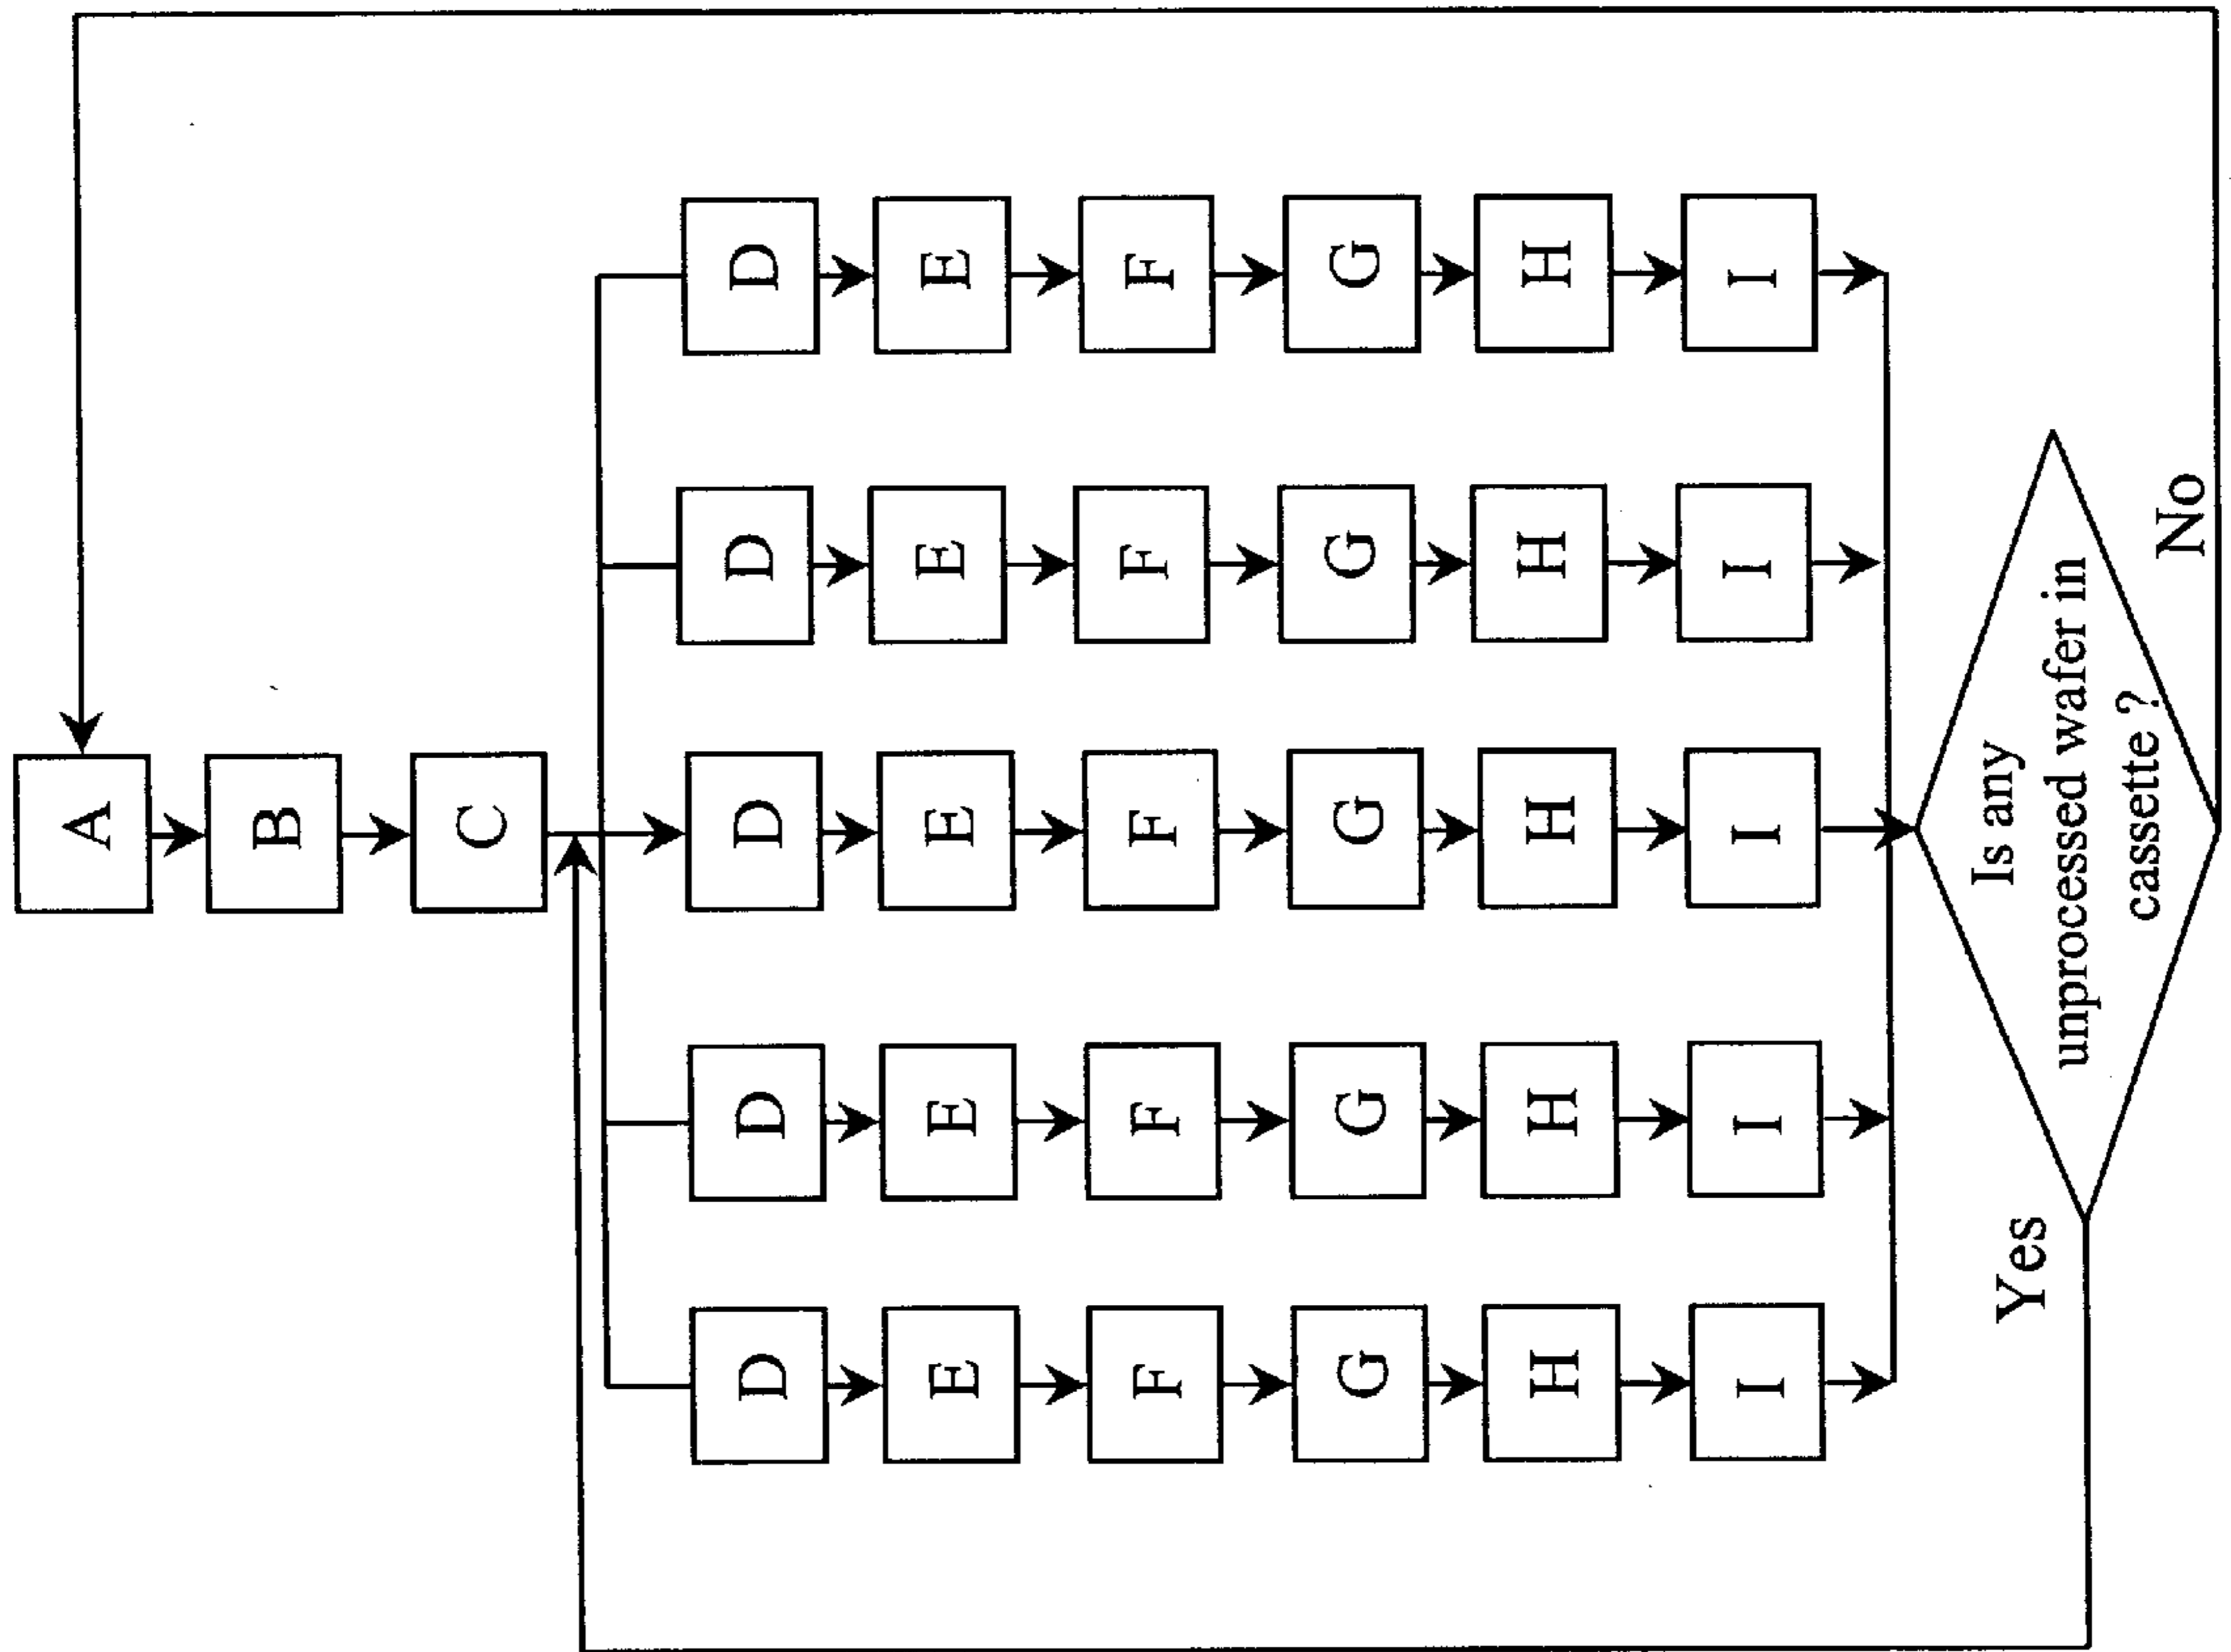 A
B
C
D D D D D
E E E E E
F F F F F
G G G G G
H H H H H
I I I I I
Is any
unprocessed wafer in
cassette ?
Yes
No